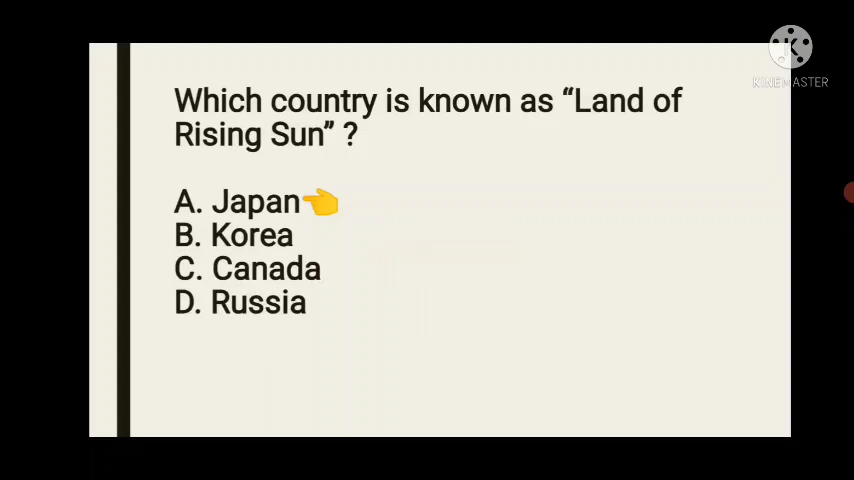 KINEMASTER
Which country is known as “Land of
Rising Sun” ?
A. Japan👈
B. Korea
C. Canada
D. Russia